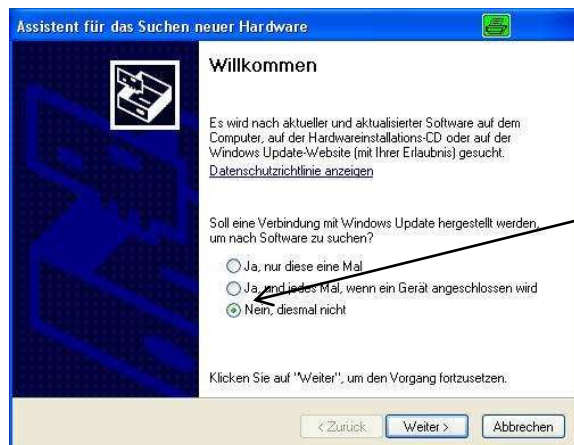 Assistent für das Suchen neuer Hardware
Willkommen
Es wird nach aktueller und aktualisierter Software auf dem
Computer, auf der Hardwareinstallations-CD oder auf der
Windows Update-Website (mit Ihrer Erlaubnis) gesucht.
Datenschutzrichtlinie anzeigen
Soll eine Verbindung mit Windows Update hergestellt werden,
um nach Software zu suchen?
Ja, nur diese eine Mal
Ja, und jedes Mal, wenn ein Gerät angeschlossen wird
Nein, diesmal nicht
Klicken Sie auf "Weiter", um den Vorgang fortzusetzen.
< Zurück Weiter > Abbrechen